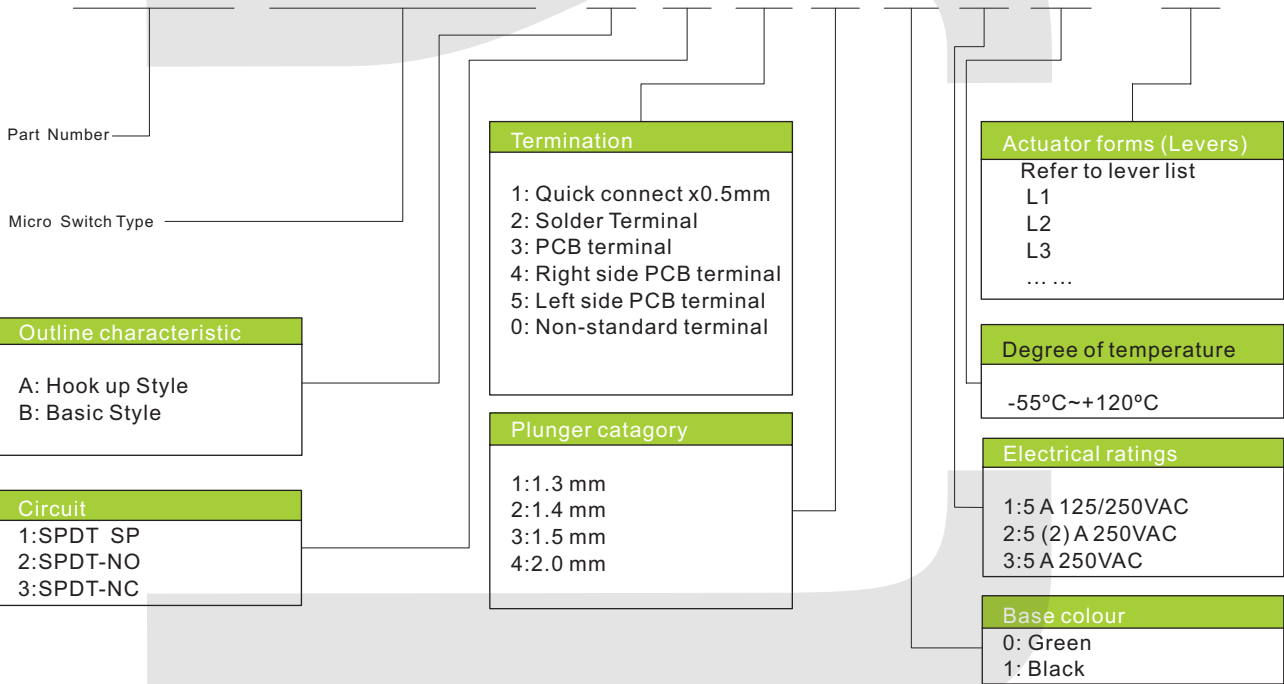 Part Number
Micro Switch Type
Outline characteristic
A: Hook up Style
B: Basic Style
Circuit
1:SPDT SP
2:SPDT-NO
3:SPDT-NC
Termination
1: Quick connect x0.5mm
2: Solder Terminal
3: PCB terminal
4: Right side PCB terminal
5: Left side PCB terminal
0: Non-standard terminal
Plunger catagory
1:1.3 mm
2:1.4 mm
3:1.5 mm
4:2.0 mm
Actuator forms (Levers)
Refer to lever list
L1
L2
L3
... ...
Degree of temperature
-55ºC~+120ºC
Electrical ratings
1:5 A 125/250VAC
2:5 (2) A 250VAC
3:5 A 250VAC
Base colour
0: Green
1: Black